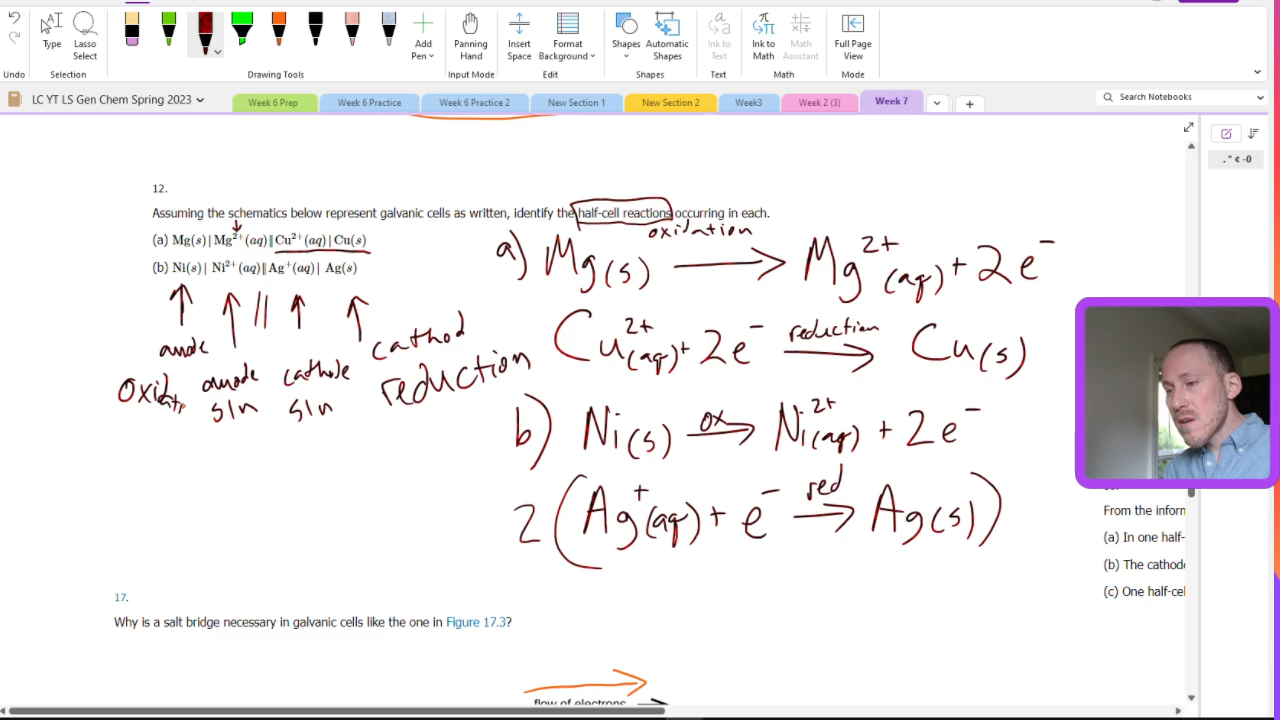 Undo
Type
Lasso Select
Selection
Drawing Tools
Add Pen
Panning Hand
Input Mode
Insert Space
Format Background
Edit
Shapes
Automatic Shapes
Shapes
Ink to Text
Text
Ink to Math
Math Assistant
Math
Full Page View
Mode
LC YT LS Gen Chem Spring 2023
Week 6 Prep
Week 6 Practice
Week 6 Practice 2
New Section 1
New Section 2
Week3
Week 2 (3)
Week 7
Search Notebooks
12.
Assuming the schematics below represent galvanic cells as written, identify the half-cell reactions occurring in each.
(a) Mg(s) | Mg²⁺(aq) ‖ Cu²⁺(aq) | Cu(s)
(b) Ni(s) | Ni²⁺(aq) ‖ Ag⁺(aq) | Ag(s)
anode
oxidatn
anode sln
//
cathode sln
cathod
reduction
oxidation
a) Mg(s) → Mg²⁺(aq) + 2e⁻
reduction
Cu²⁺(aq) + 2e⁻ → Cu(s)
ox
b) Ni(s) → Ni²⁺(aq) + 2e⁻
red
2(Ag⁺(aq) + e⁻ → Ag(s))
From the inform
(a) In one half-
(b) The cathode
(c) One half-cel
17.
Why is a salt bridge necessary in galvanic cells like the one in Figure 17.3?
flow of electrons